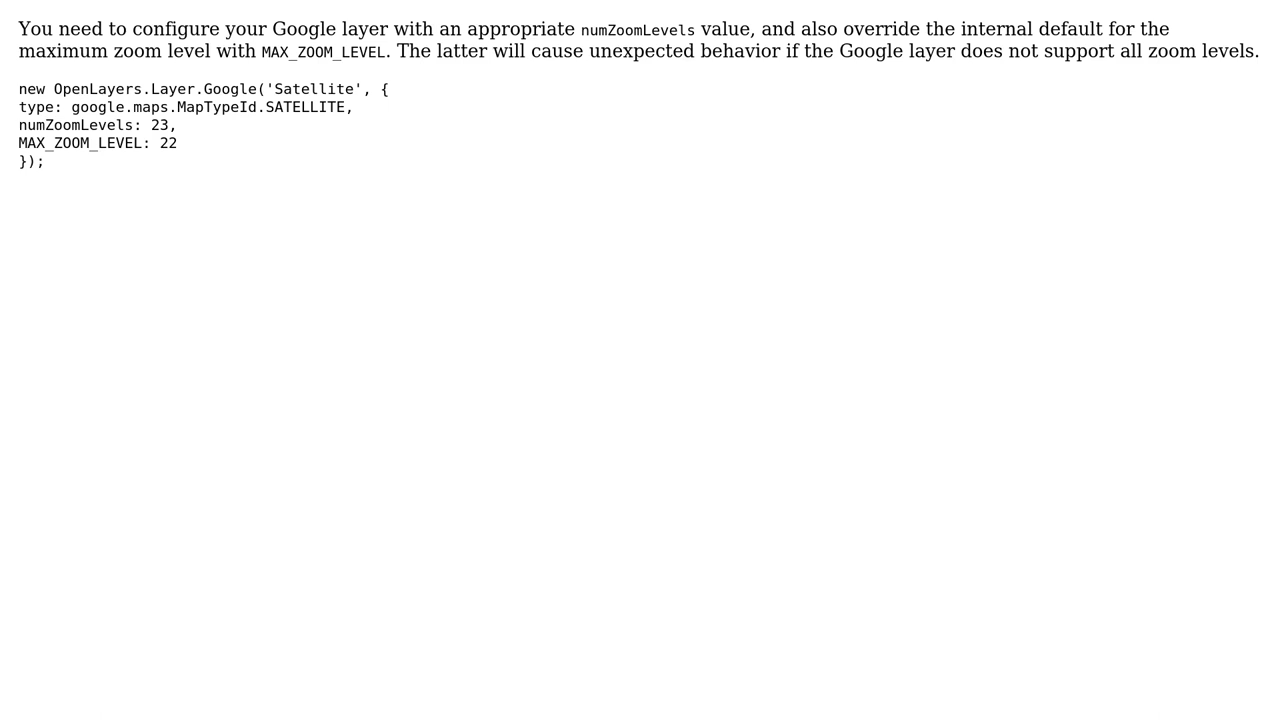 You need to configure your Google layer with an appropriate numZoomLevels value, and also override the internal default for the
maximum zoom level with MAX_ZOOM_LEVEL. The latter will cause unexpected behavior if the Google layer does not support all zoom levels.
new OpenLayers.Layer.Google('Satellite', {
type: google.maps.MapTypeId.SATELLITE,
numZoomLevels: 23,
MAX_ZOOM_LEVEL: 22
});